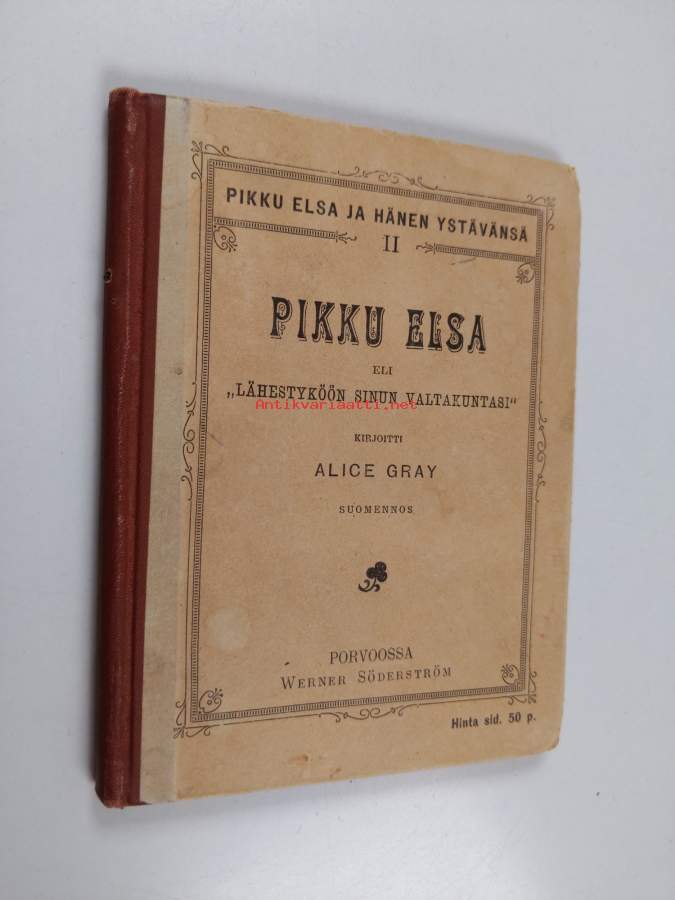 PIKKU ELSA JA HÄNEN YSTÄVÄNSÄ
II
PIKKU ELSA
ELI
„LÄHESTYKÖÖN SINUN VALTAKUNTASI“
Antikvariaatti.net
KIRJOITTI
ALICE GRAY
SUOMENNOS
PORVOOSSA
WERNER SÖDERSTRÖM
Hinta sid. 50 p.